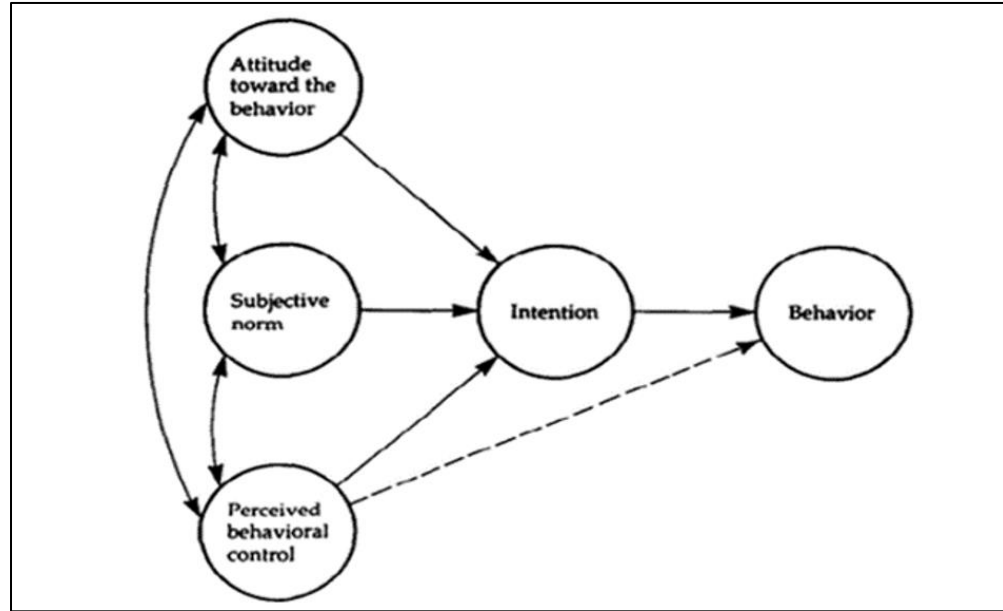 Attitude
toward the
behavior
Subjective
norm
Intention
Behavior
Perceived
behavioral
control